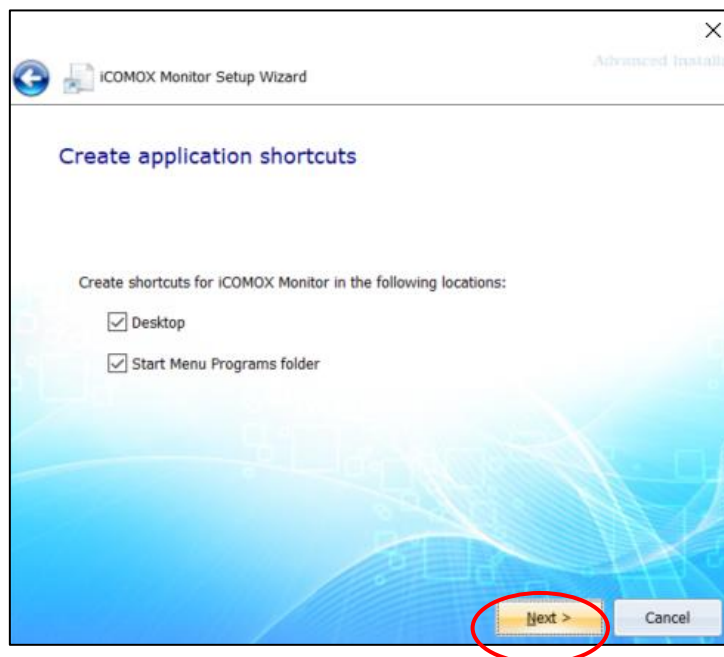 iCOMOX Monitor Setup Wizard
Advanced
Create application shortcuts
Create shortcuts for iCOMOX Monitor in the following locations:
Desktop
Start Menu Programs folder
Next >
Cancel